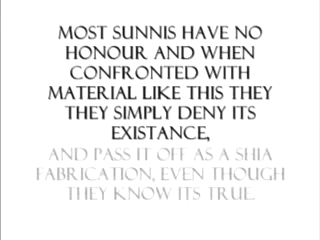 MOST SUNNIS HAVE NO
HONOUR AND WHEN
CONFRONTED WITH
MATERIAL LIKE THIS THEY
THEY SIMPLY DENY ITS
EXISTANCE,
AND PASS IT OFF AS A SHIA
FABRICATION, EVEN THOUGH
THEY KNOW ITS TRUE.